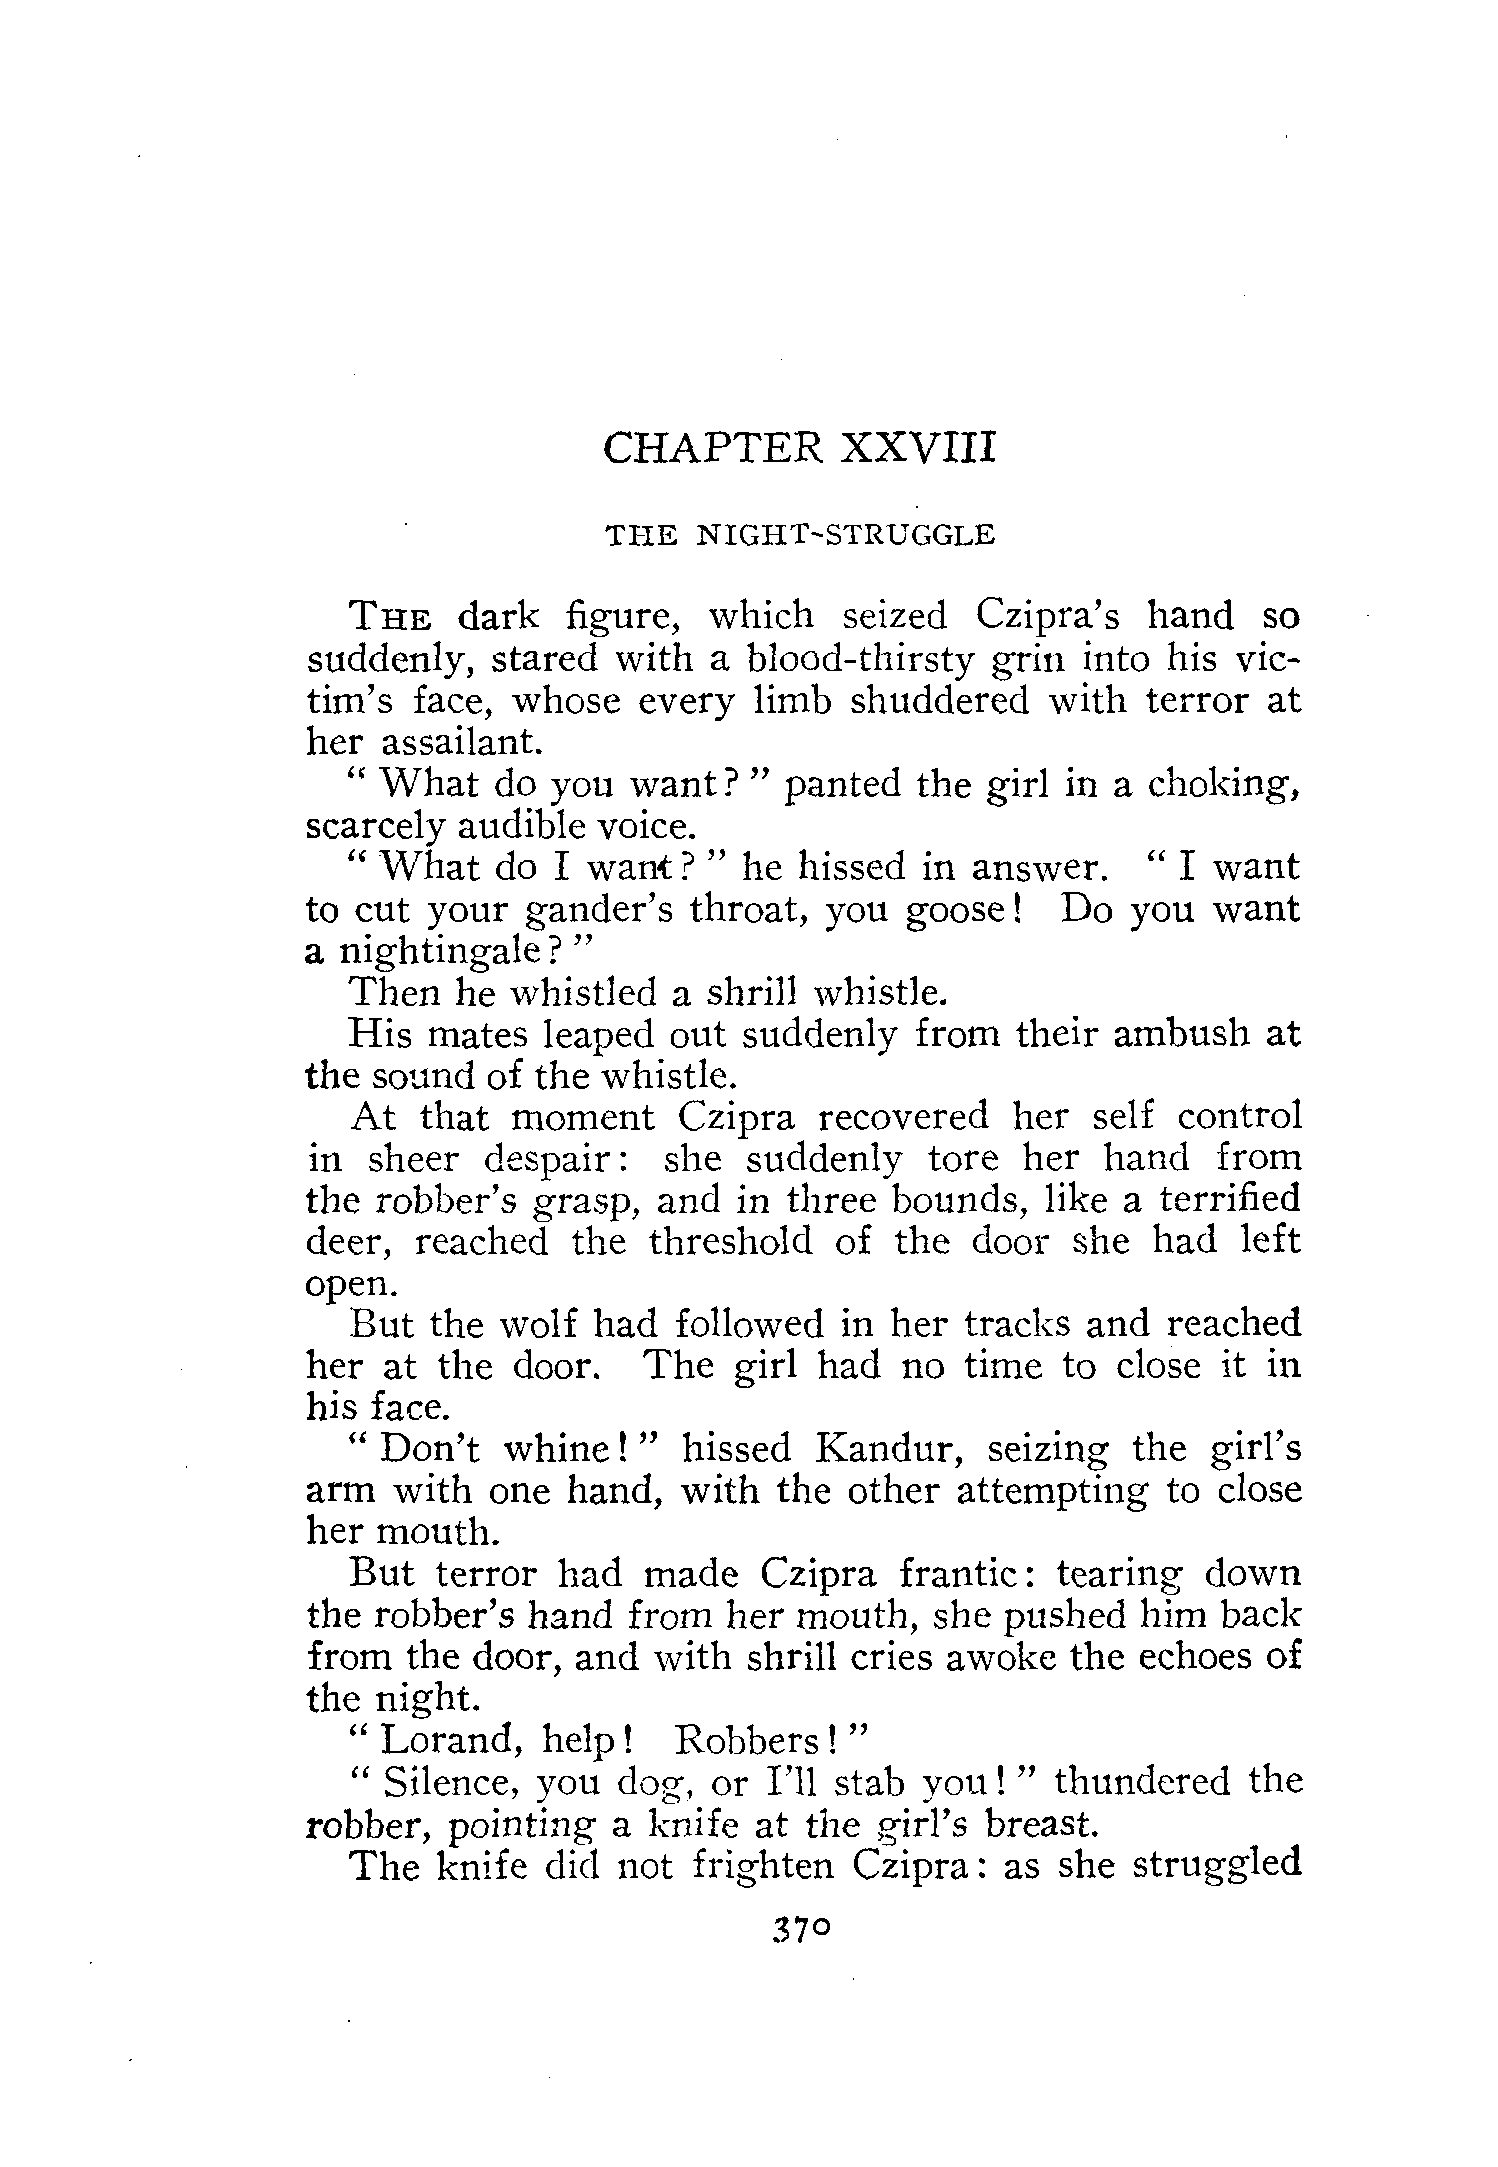 CHAPTER XXVIII
THE NIGHT-STRUGGLE
THE dark figure, which seized Czipra's hand so
suddenly, stared with a blood-thirsty grin into his vic-
tim's face, whose every limb shuddered with terror at
her assailant.
" What do you want? " panted the girl in a choking,
scarcely audible voice.
" What do I want? " he hissed in answer. " I want
to cut your gander's throat, you goose! Do you want
a nightingale? "
Then he whistled a shrill whistle.
His mates leaped out suddenly from their ambush at
the sound of the whistle.
At that moment Czipra recovered her self control
in sheer despair: she suddenly tore her hand from
the robber's grasp, and in three bounds, like a terrified
deer, reached the threshold of the door she had left
open.
But the wolf had followed in her tracks and reached
her at the door. The girl had no time to close it in
his face.
" Don't whine! " hissed Kandur, seizing the girl's
arm with one hand, with the other attempting to close
her mouth.
But terror had made Czipra frantic: tearing down
the robber's hand from her mouth, she pushed him back
from the door, and with shrill cries awoke the echoes of
the night.
" Lorand, help! Robbers! "
" Silence, you dog, or I'll stab you! " thundered the
robber, pointing a knife at the girl's breast.
The knife did not frighten Czipra: as she struggled
370